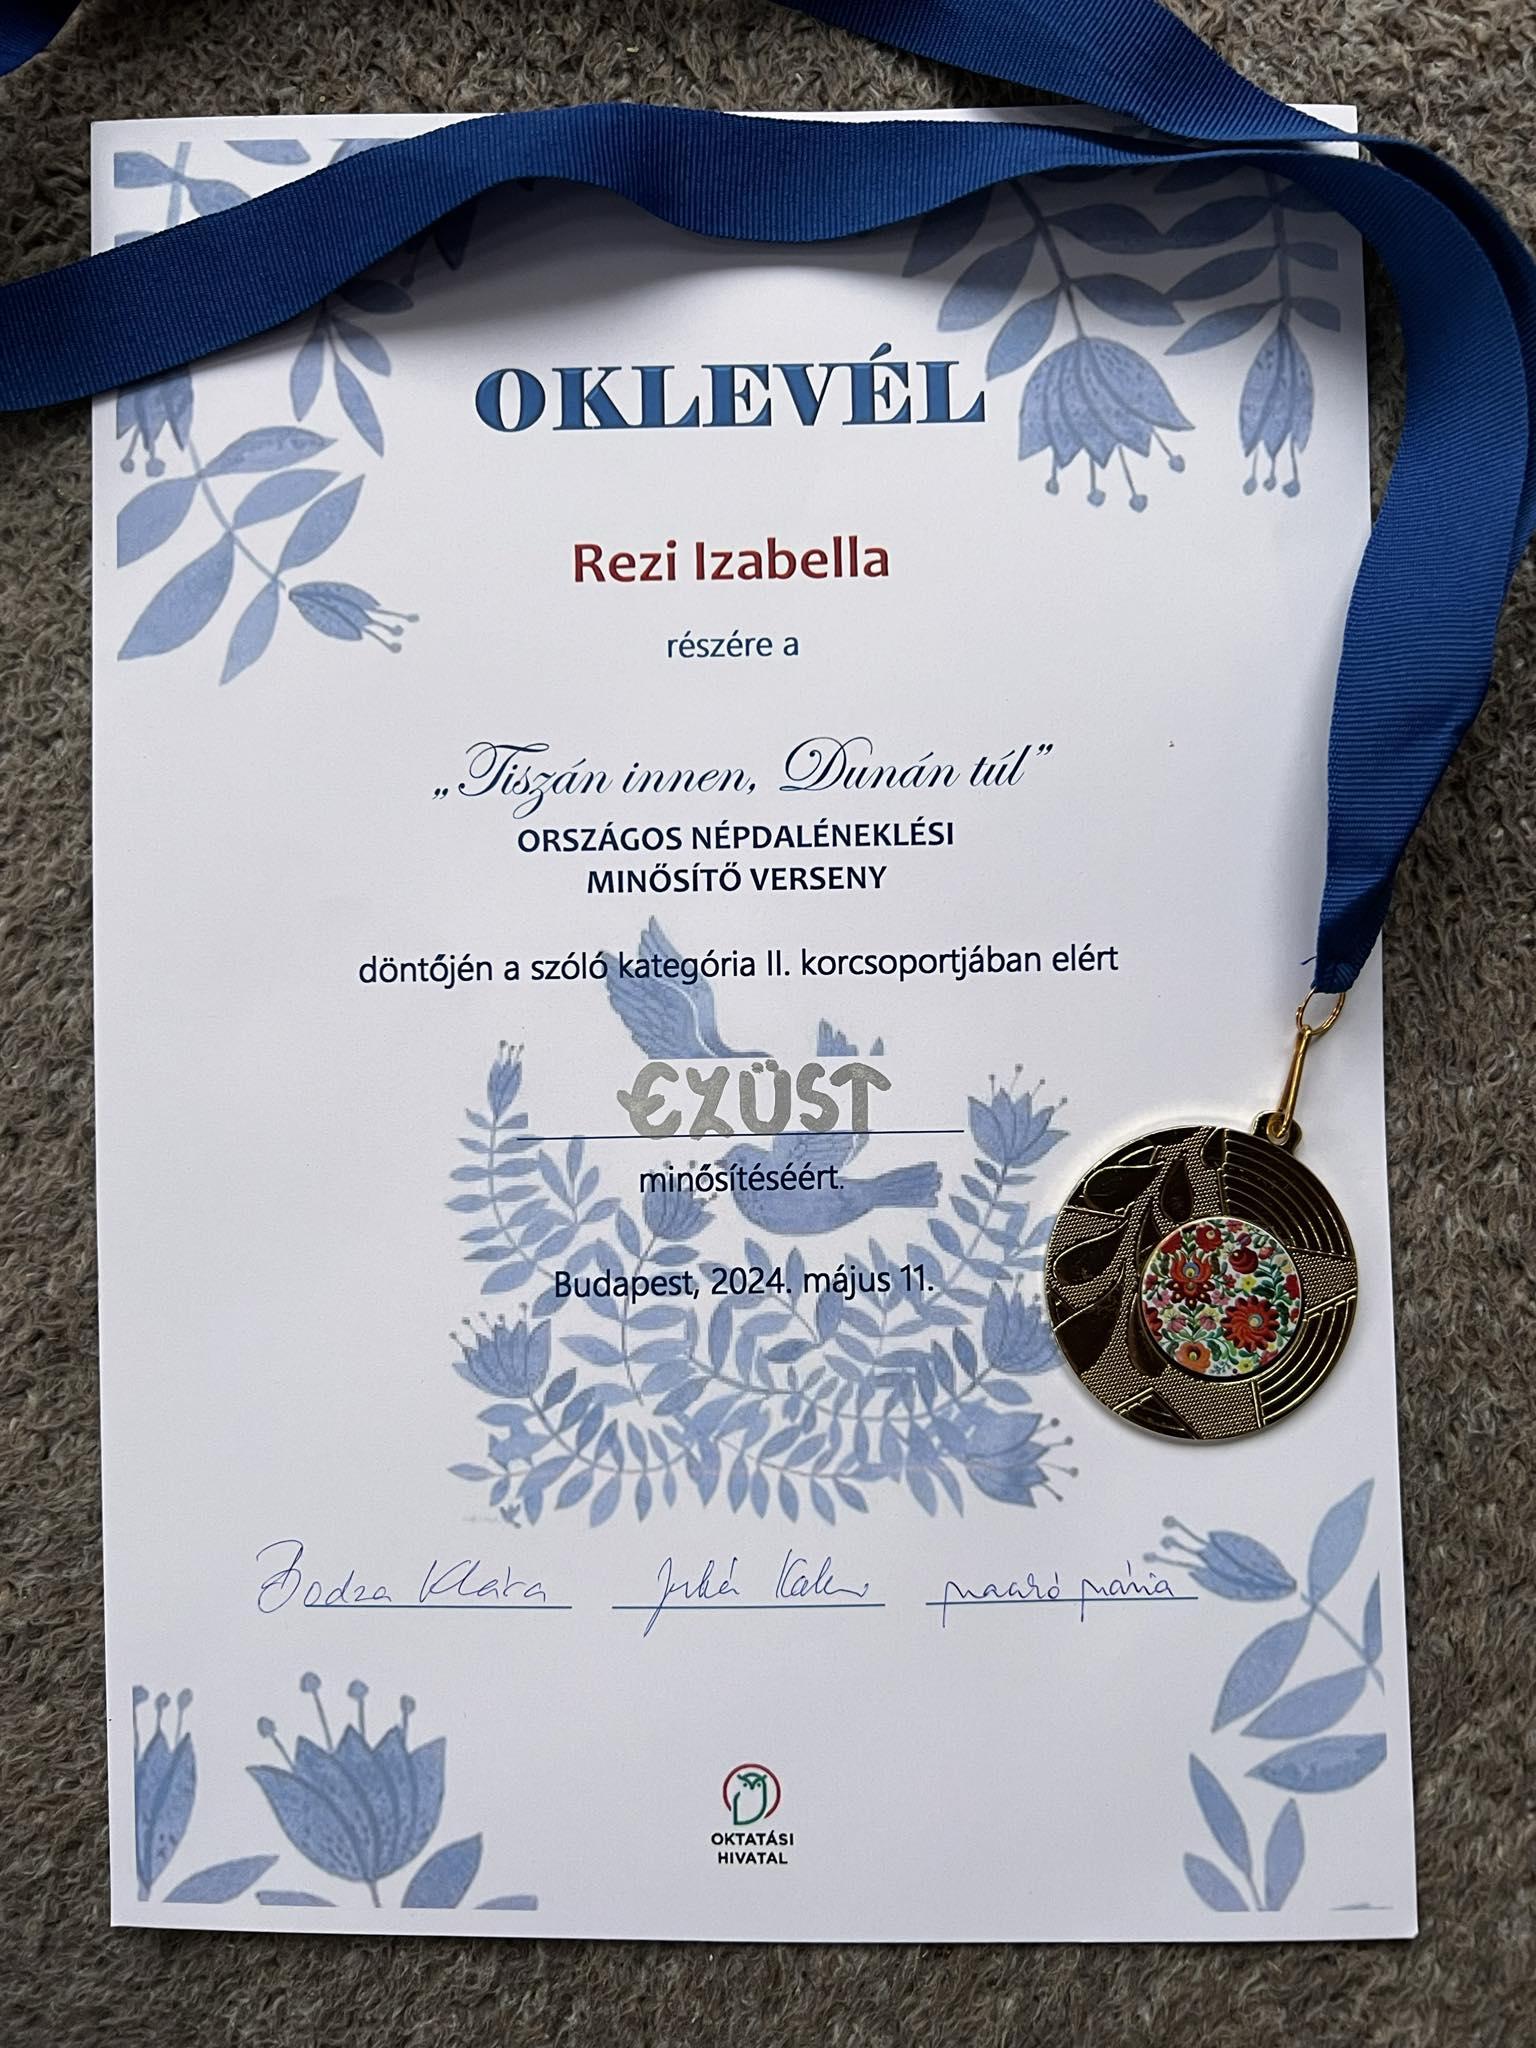 OKLEVÉL
Rezi Izabella
részére a
„Tiszán innen, Dunán túl”
ORSZÁGOS NÉPDALÉNEKLÉSI
MINŐSÍTŐ VERSENY
döntőjén a szóló kategória II. korcsoportjában elért
EZÜST
minősítéséért.
Budapest, 2024. május 11.
Bodza Klára
OKTATÁSI
HIVATAL